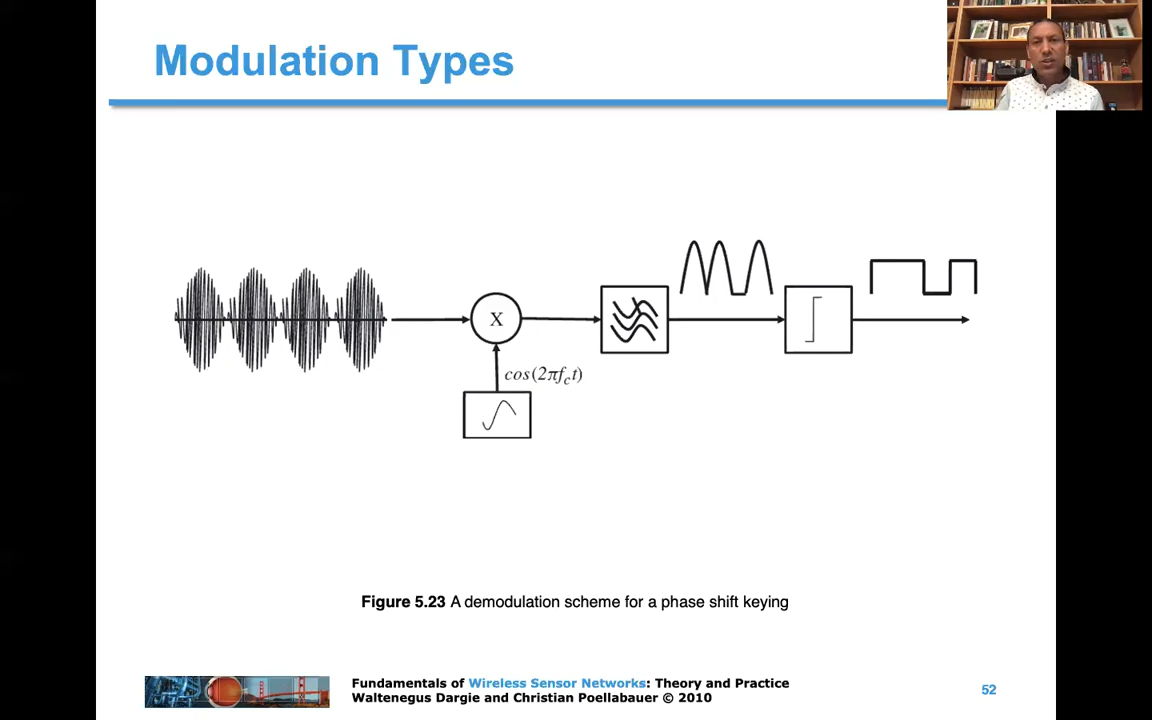 Modulation Types
X
cos(2πf_ct)
Figure 5.23 A demodulation scheme for a phase shift keying
Fundamentals of Wireless Sensor Networks: Theory and Practice
Waltenegus Dargie and Christian Poellabauer © 2010
52